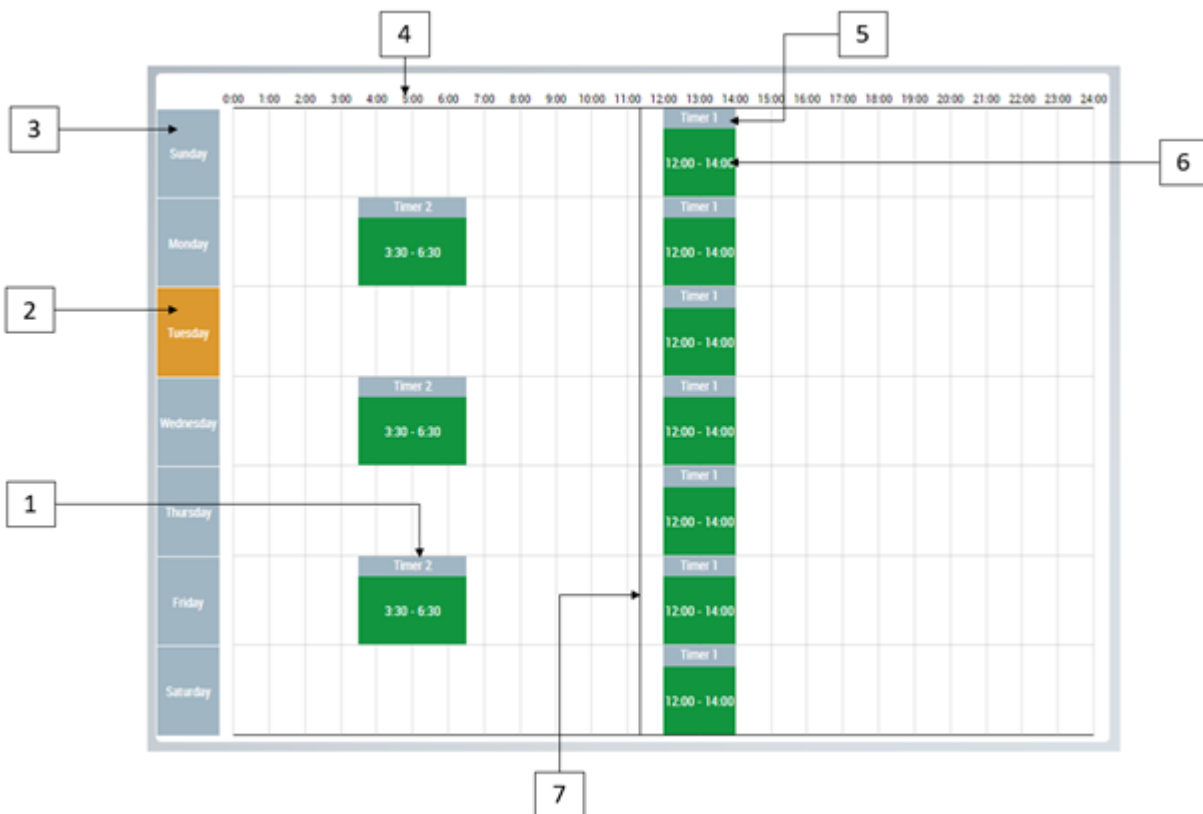 4
5
0:00 1:00 2:00 3:00 4:00 5:00 6:00 7:00 8:00 9:00 10:00 11:00 12:00 13:00 14:00 15:00 16:00 17:00 18:00 19:00 20:00 21:00 22:00 23:00 24:00
Timer 1
3
Sunday
12:00 - 14:00
6
Timer 2 Timer 1
Monday 3:30 - 6:30 12:00 - 14:00
Timer 1
2
Tuesday 12:00 - 14:00
Timer 2 Timer 1
Wednesday 3:30 - 6:30 12:00 - 14:00
Timer 1
1
Thursday 12:00 - 14:00
Timer 2 Timer 1
Friday 3:30 - 6:30 12:00 - 14:00
Timer 1
Saturday 12:00 - 14:00
7